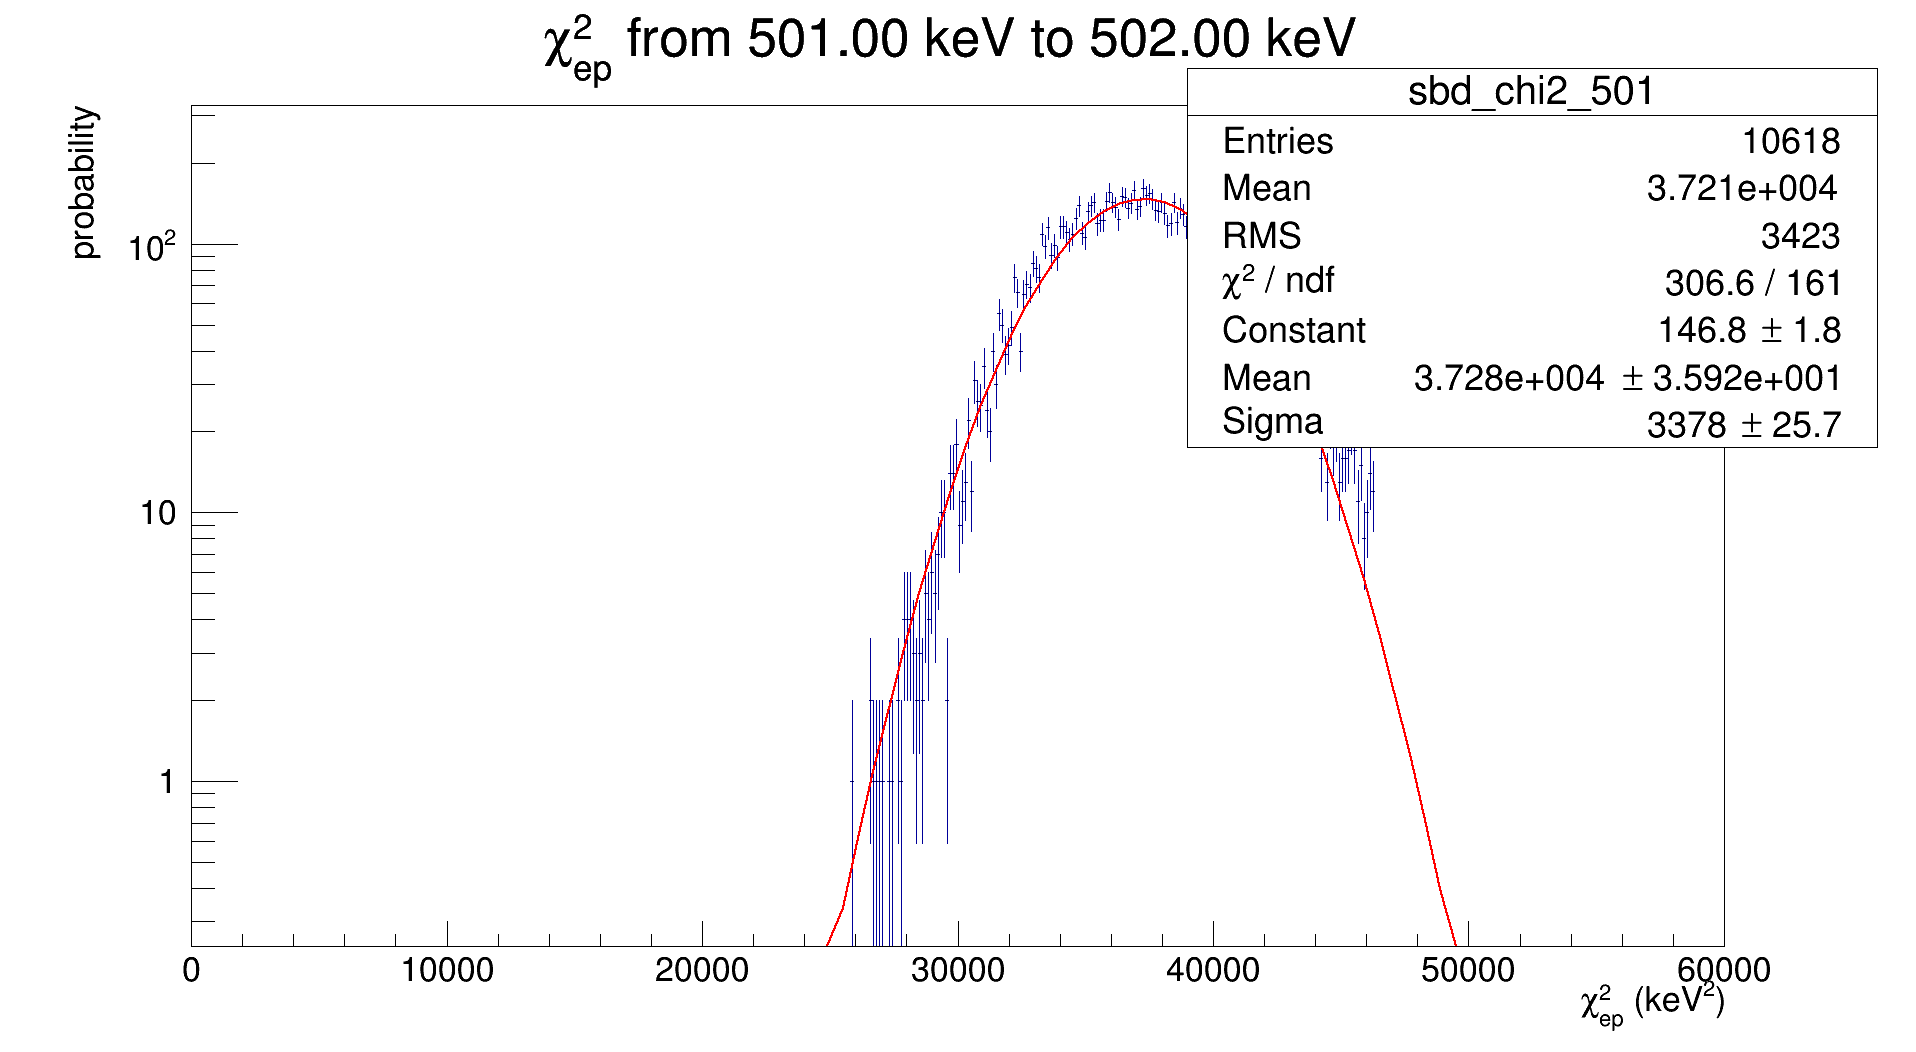 χ²ep from 501.00 keV to 502.00 keV
sbd_chi2_501
Entries 10618
Mean 3.721e+004
RMS 3423
χ² / ndf 306.6 / 161
Constant 146.8 ± 1.8
Mean 3.728e+004 ± 3.592e+001
Sigma 3378 ± 25.7
probability
10²
10
1
0 10000 20000 30000 40000 50000 60000
χ²ep (keV²)